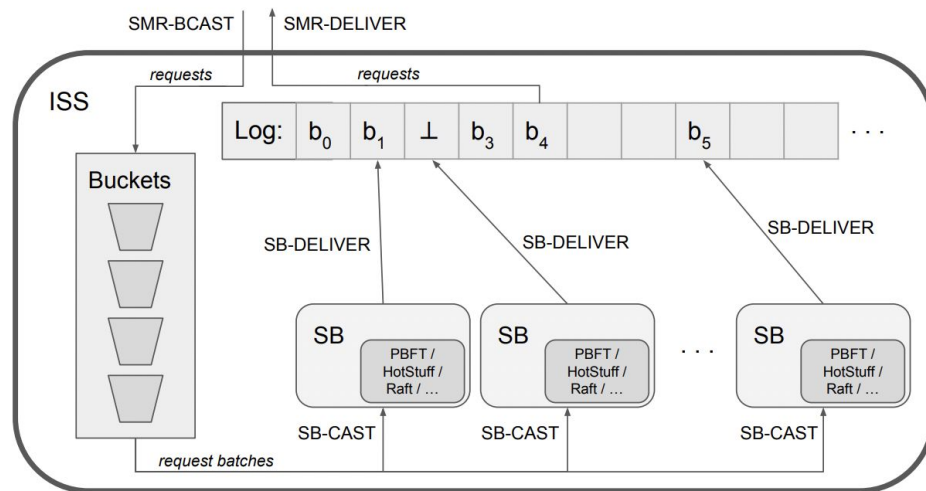 SMR-BCAST SMR-DELIVER
requests requests
ISS
Log: b₀ b₁ ⊥ b₃ b₄ b₅ . . .
Buckets
SB-DELIVER SB-DELIVER SB-DELIVER
SB SB SB
. . .
PBFT / PBFT / PBFT /
HotStuff / HotStuff / HotStuff /
Raft / … Raft / … Raft / …
SB-CAST SB-CAST SB-CAST
request batches